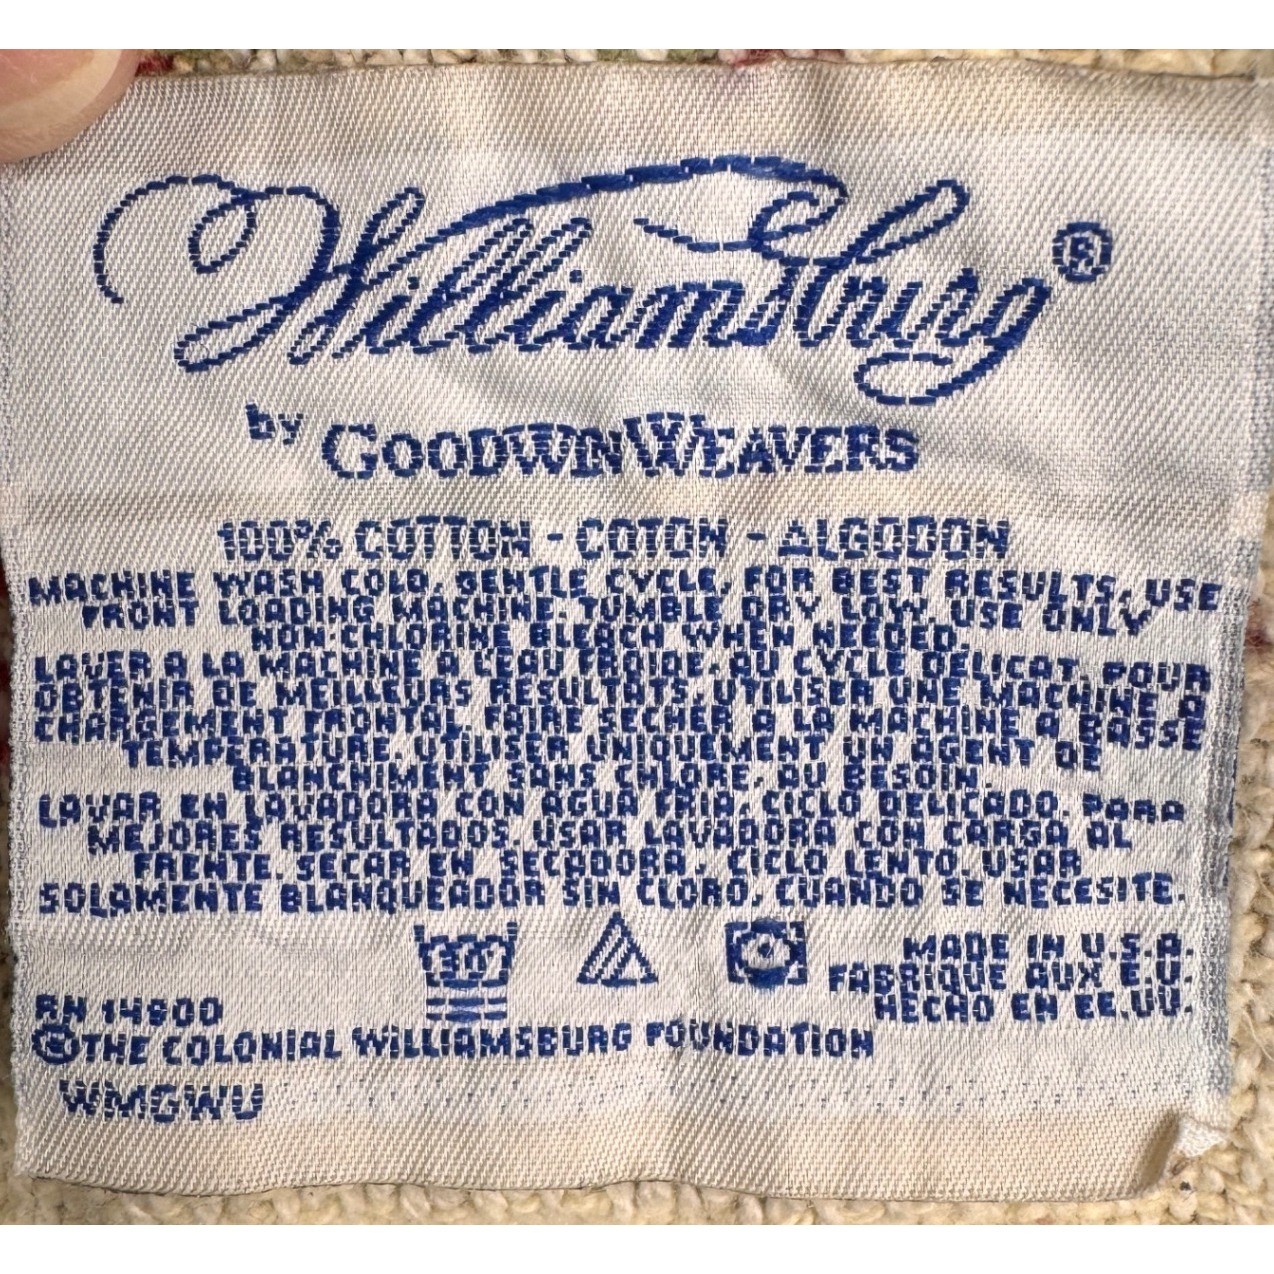 Williamsburg®
by GOODWIN WEAVERS
100% COTTON - COTON - ALGODON
MACHINE WASH COLD, GENTLE CYCLE, FOR BEST RESULTS, USE
FRONT LOADING MACHINE. TUMBLE DRY LOW. USE ONLY
NON-CHLORINE BLEACH WHEN NEEDED
LAVER A LA MACHINE A L'EAU FROIDE, AU CYCLE DELICAT, POUR
OBTENIR DE MEILLEURS RESULTATS, UTILISER UNE MACHINE A
CHARGEMENT FRONTAL, FAIRE SECHER A LA MACHINE A BASSE
TEMPERATURE, UTILISER UNIQUEMENT UN AGENT DE
BLANCHIMENT SANS CHLORE, AU BESOIN
LAVAR EN LAVADORA CON AGUA FRIA, CICLO DELICADO, PARA
MEJORES RESULTADOS, USAR LAVADORA CON CARGA AL
FRENTE. SECAR EN SECADORA, CICLO LENTO, USAR
SOLAMENTE BLANQUEADOR SIN CLORO, CUANDO SE NECESITE.
MADE IN U.S.A.
FABRIQUE AUX E.U.
HECHO EN EE.UU.
RN 14800
©THE COLONIAL WILLIAMSBURG FOUNDATION
WMGWU